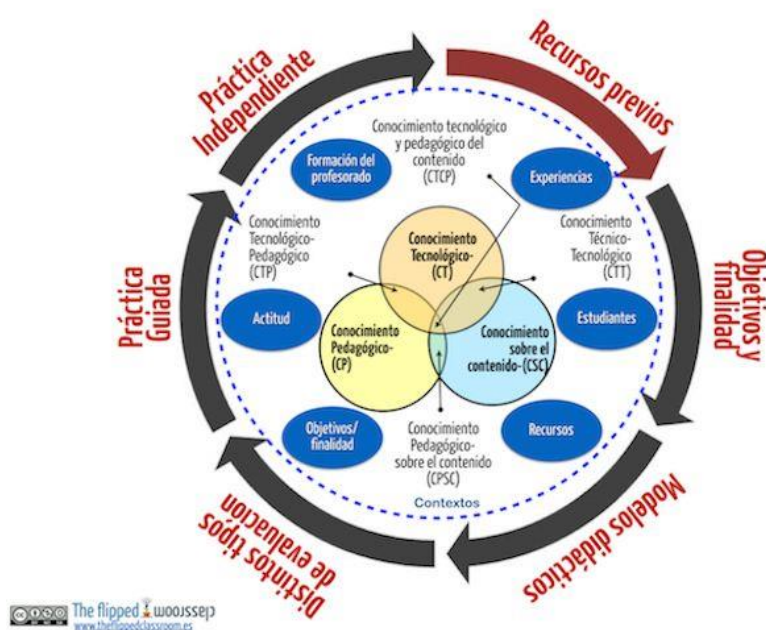 Recursos previos
Objetivos y
finalidad
Modelos didácticos
Distintos tipos
de evaluación
Práctica
Guiada
Práctica
Independiente
Conocimiento tecnológico
y pedagógico del
contenido
(CTCP)
Formación del
profesorado
Experiencias
Conocimiento
Tecnológico-
Pedagógico
(CTP)
Conocimiento
Tecnológico-
(CT)
Conocimiento
Técnico-
Tecnológico
(CTT)
Actitud
Conocimiento
Pedagógico-
(CP)
Conocimiento
sobre el
contenido-(CSC)
Estudiantes
Objetivos/
finalidad
Conocimiento
Pedagógico-
sobre el contenido
(CPSC)
Recursos
Contextos
The flipped classroom
www.theflippedclassroom.es